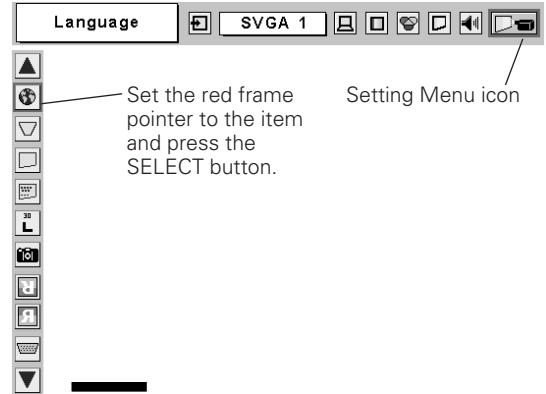 Language
SVGA 1
Set the red frame
pointer to the item
and press the
SELECT button.
Setting Menu icon
30
L
R
R